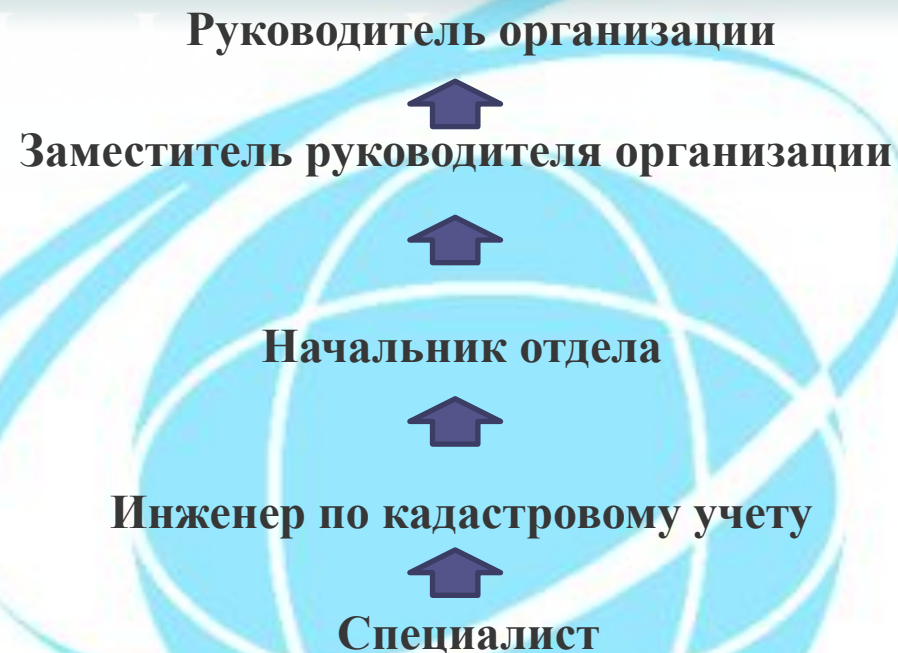 Руководитель организации
Заместитель руководителя организации
Начальник отдела
Инженер по кадастровому учету
Специалист